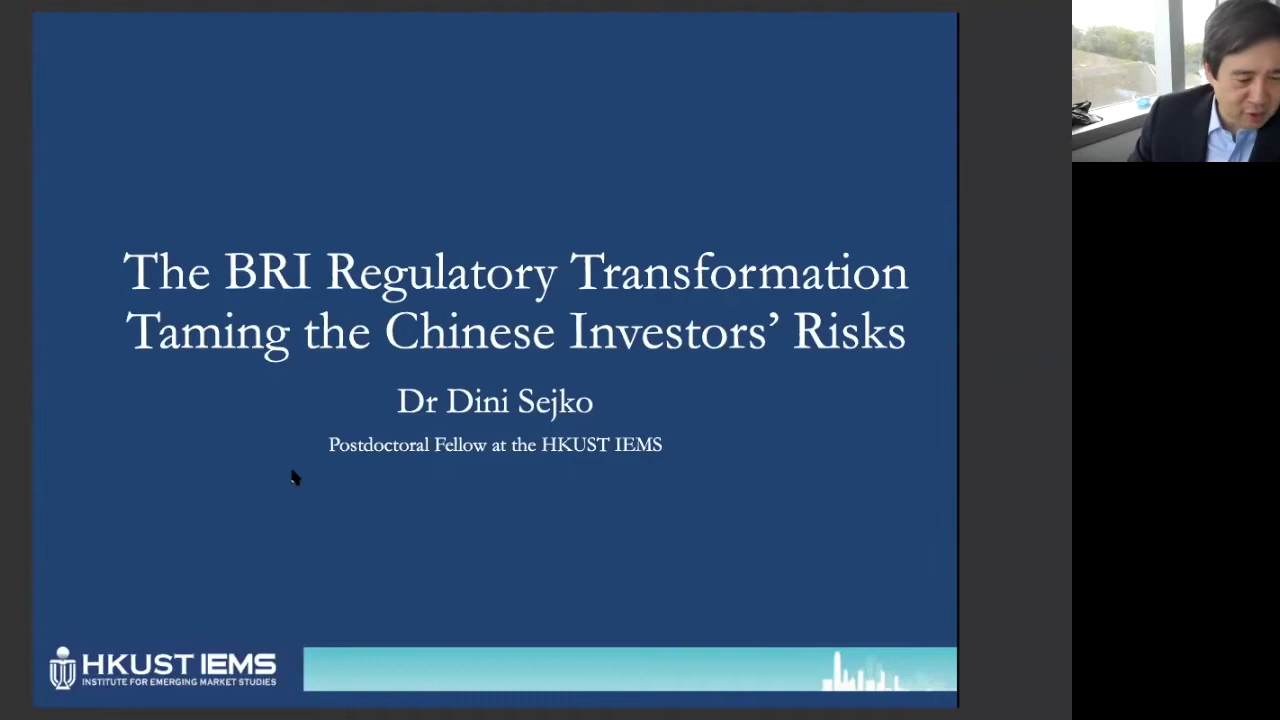 The BRI Regulatory Transformation
Taming the Chinese Investors’ Risks
Dr Dini Sejko
Postdoctoral Fellow at the HKUST IEMS
HKUST IEMS
INSTITUTE FOR EMERGING MARKET STUDIES